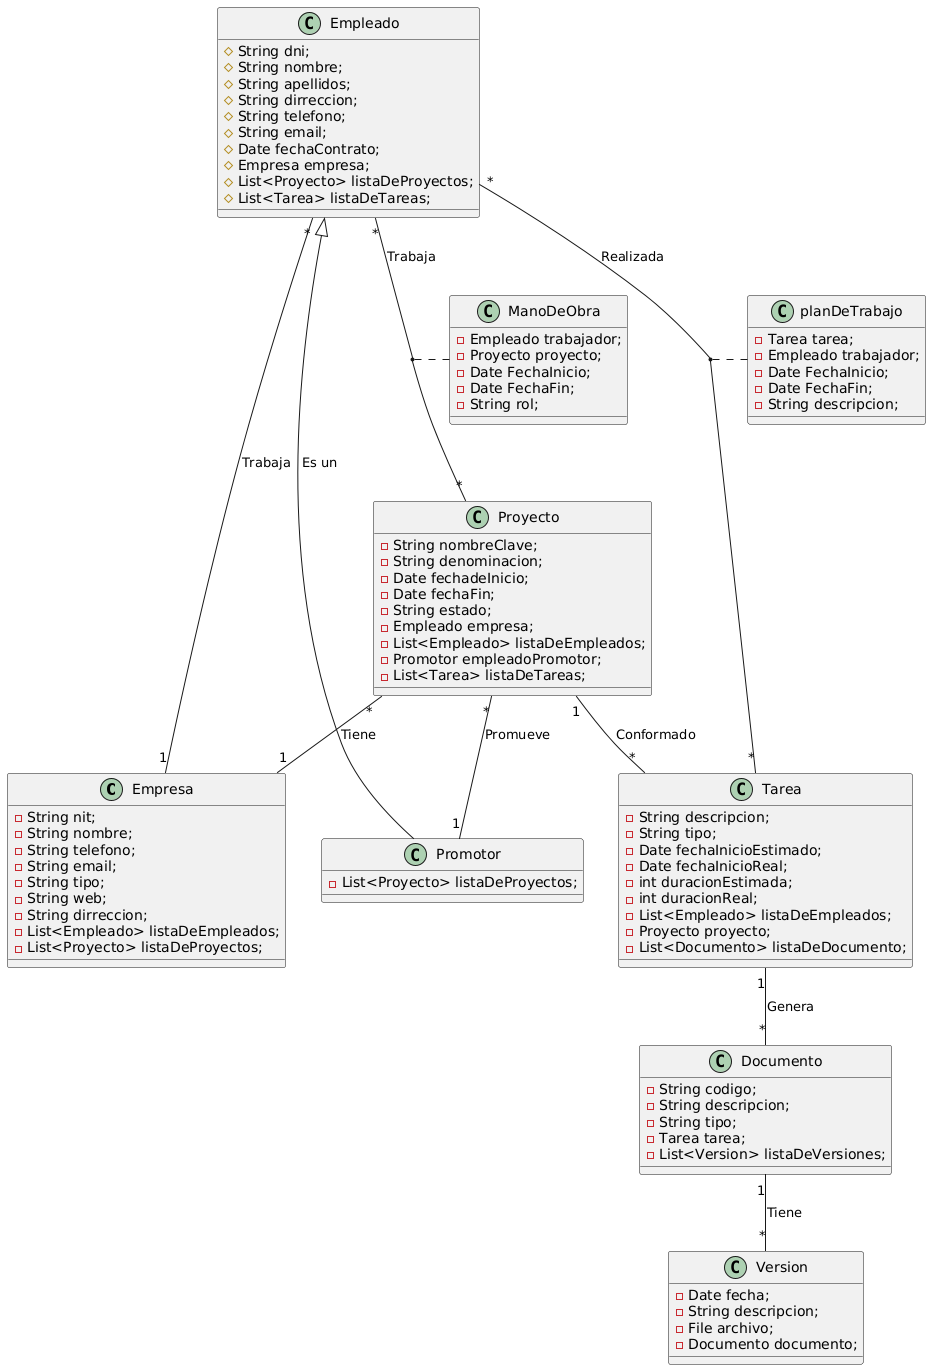 C Empleado
String dni;
String nombre;
String apellidos;
String dirreccion;
String telefono;
String email;
Date fechaContrato;
Empresa empresa;
List<Proyecto> listaDeProyectos;
List<Tarea> listaDeTareas;
*
*
*
Trabaja
Realizada
C ManoDeObra
Empleado trabajador;
Proyecto proyecto;
Date FechaInicio;
Date FechaFin;
String rol;
C planDeTrabajo
Tarea tarea;
Empleado trabajador;
Date FechaInicio;
Date FechaFin;
String descripcion;
Trabaja
Es un
*
C Proyecto
String nombreClave;
String denominacion;
Date fechadeInicio;
Date fechaFin;
String estado;
Empleado empresa;
List<Empleado> listaDeEmpleados;
Promotor empleadoPromotor;
List<Tarea> listaDeTareas;
*
*
1
Tiene
Promueve
Conformado
1
1
*
*
C Empresa
String nit;
String nombre;
String telefono;
String email;
String tipo;
String web;
String dirreccion;
List<Empleado> listaDeEmpleados;
List<Proyecto> listaDeProyectos;
1
C Promotor
List<Proyecto> listaDeProyectos;
C Tarea
String descripcion;
String tipo;
Date fechaInicioEstimado;
Date fechaInicioReal;
int duracionEstimada;
int duracionReal;
List<Empleado> listaDeEmpleados;
Proyecto proyecto;
List<Documento> listaDeDocumento;
1
Genera
*
C Documento
String codigo;
String descripcion;
String tipo;
Tarea tarea;
List<Version> listaDeVersiones;
1
Tiene
*
C Version
Date fecha;
String descripcion;
File archivo;
Documento documento;